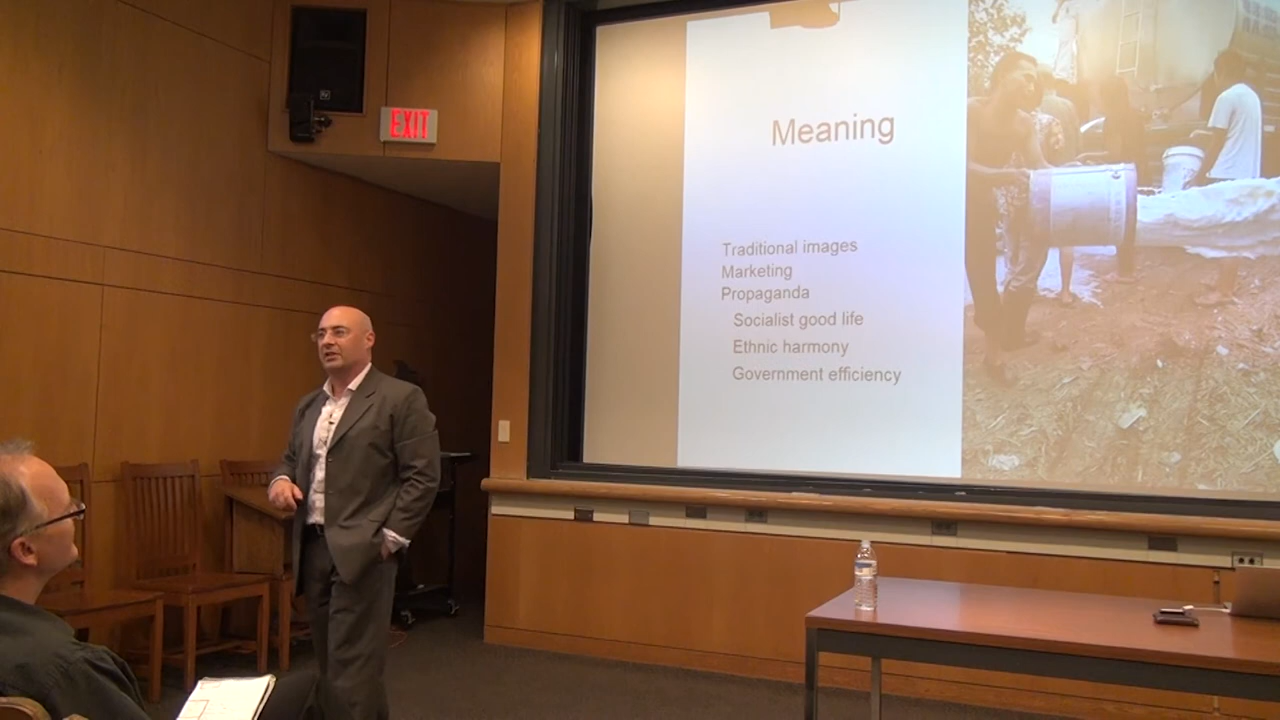 EXIT
Meaning
Traditional images
Marketing
Propaganda
Socialist good life
Ethnic harmony
Government efficiency